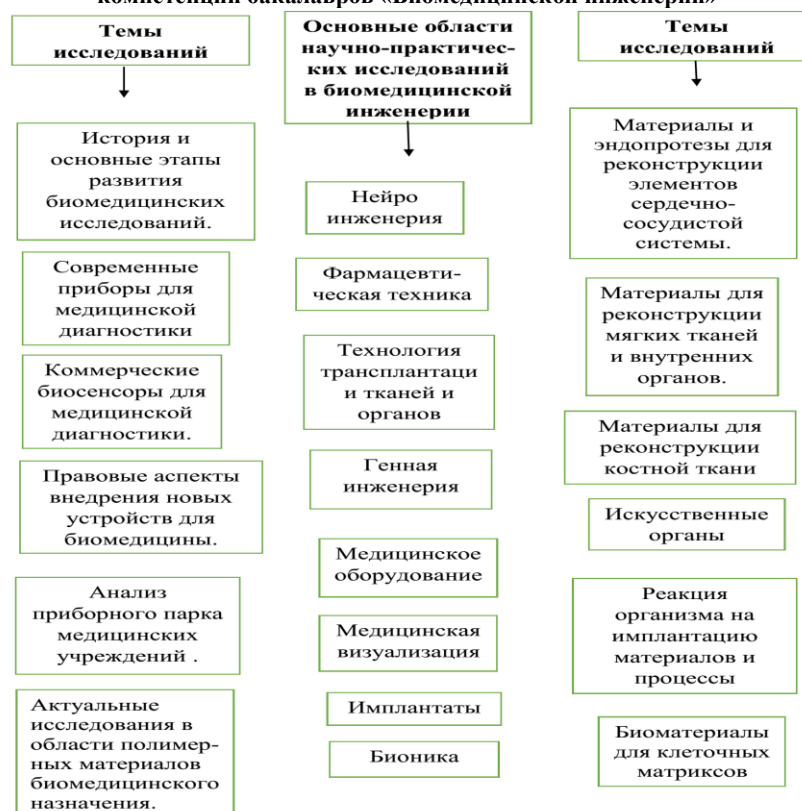 компетенций бакалавров «Биомедицинской инженерии»
Темы
исследований
История и
основные этапы
развития
биомедицинских
исследований.
Современные
приборы для
медицинской
диагностики
Коммерческие
биосенсоры для
медицинской
диагностики.
Правовые аспекты
внедрения новых
устройств для
биомедицины.
Анализ
приборного парка
медицинских
учреждений .
Актуальные
исследования в
области полимер-
ных материалов
биомедицинского
назначения.
Основные области
научно-практичес-
ких исследований
в биомедицинской
инженерии
Нейро
инженерия
Фармацевти-
ческая техника
Технология
трансплантаци
и тканей и
органов
Генная
инженерия
Медицинское
оборудование
Медицинская
визуализация
Имплантаты
Бионика
Темы
исследований
Материалы и
эндопротезы для
реконструкции
элементов
сердечно-
сосудистой
системы.
Материалы для
реконструкции
мягких тканей
и внутренних
органов.
Материалы для
реконструкции
костной ткани
Искусственные
органы
Реакция
организма на
имплантацию
материалов и
процессы
Биоматериалы
для клеточных
матриксов